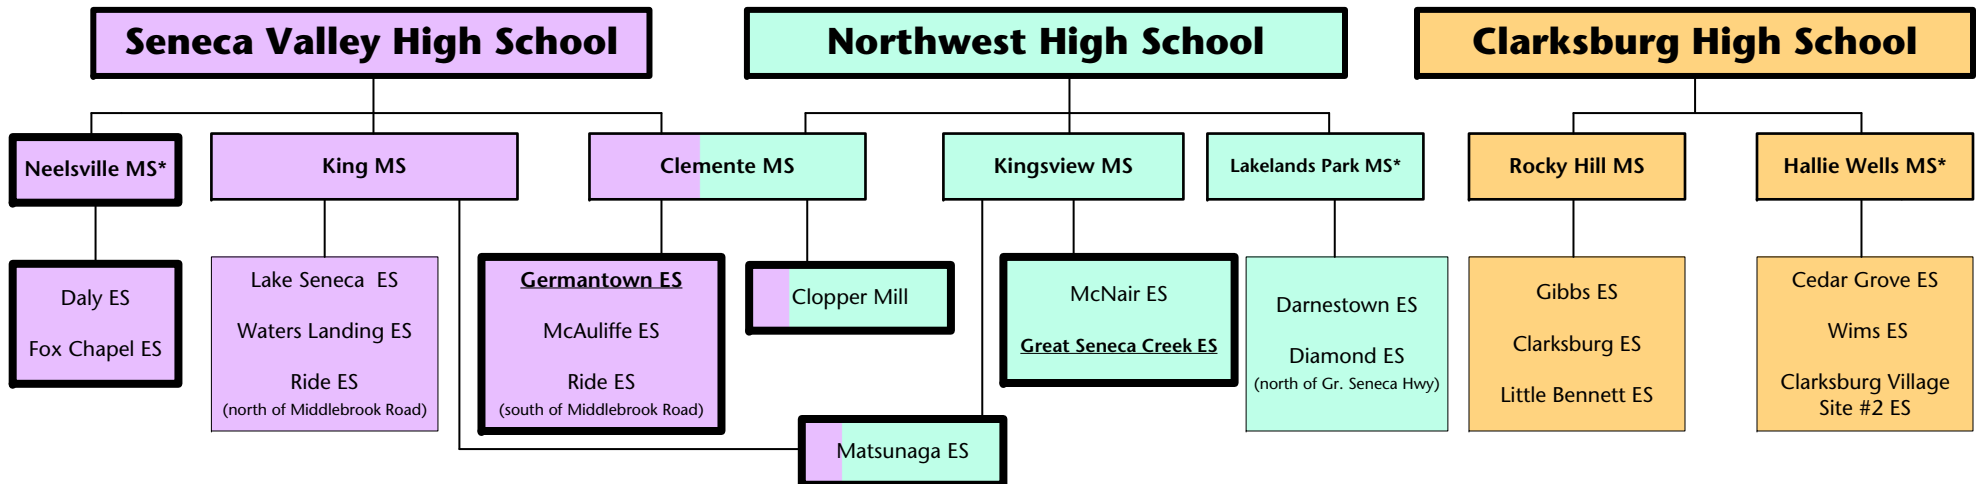 Seneca Valley High School
Northwest High School
Clarksburg High School
Neelsville MS*
King MS
Clemente MS
Kingsview MS
Lakelands Park MS*
Rocky Hill MS
Hallie Wells MS*
Daly ES
Fox Chapel ES
Lake Seneca ES
Waters Landing ES
Ride ES
(north of Middlebrook Road)
Germantown ES
McAuliffe ES
Ride ES
(south of Middlebrook Road)
Clopper Mill
Matsunaga ES
McNair ES
Great Seneca Creek ES
Darnestown ES
Diamond ES
(north of Gr. Seneca Hwy)
Gibbs ES
Clarksburg ES
Little Bennett ES
Cedar Grove ES
Wims ES
Clarksburg Village
Site #2 ES